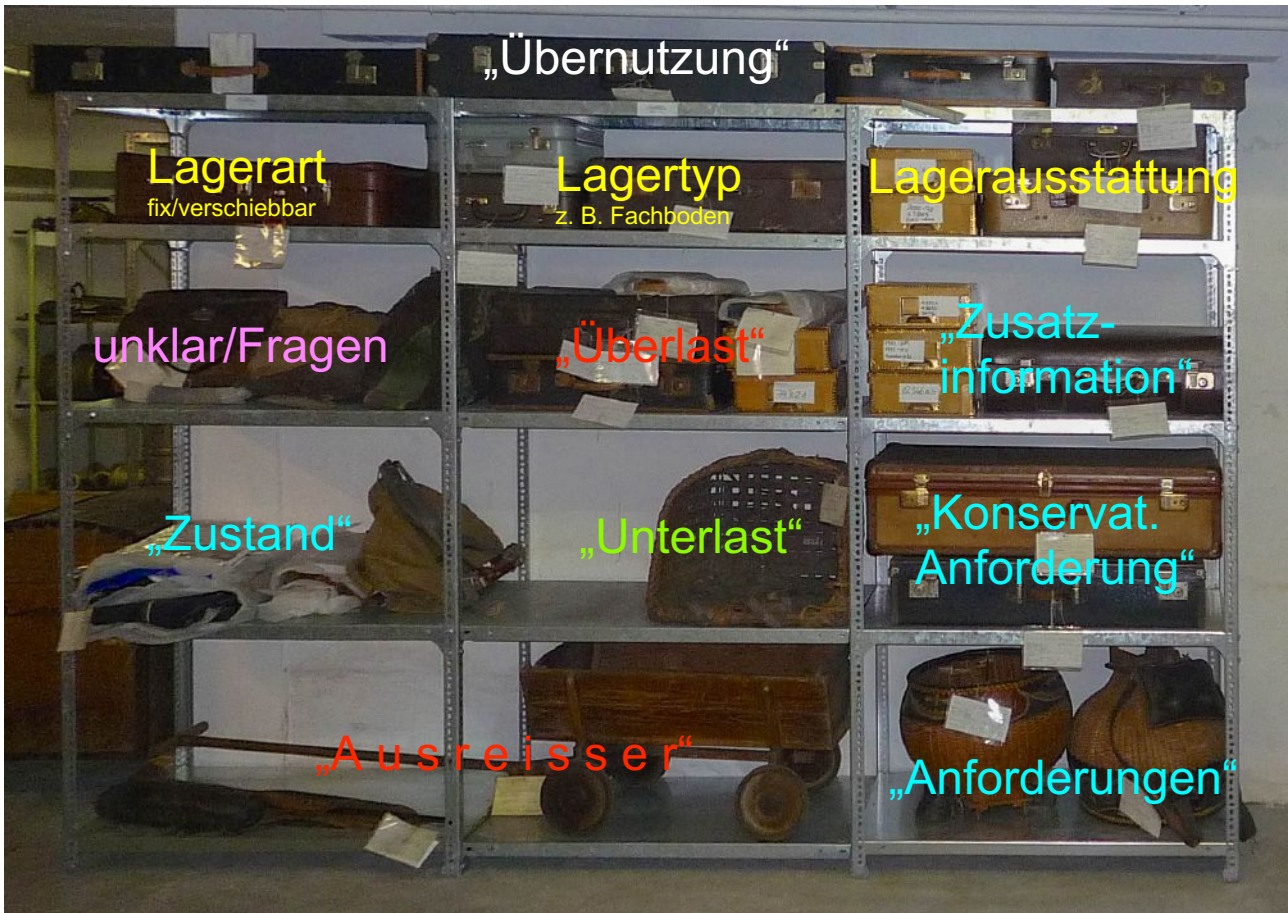 „Übernutzung“
Lagerart
fix/verschiebbar
Lagertyp
z. B. Fachboden
Lagerausstattung
unklar/Fragen
„Überlast“
„Zusatz-
information“
„Zustand“
„Unterlast“
„Konservat.
Anforderung“
„A u s r e i s s e r“
„Anforderungen“